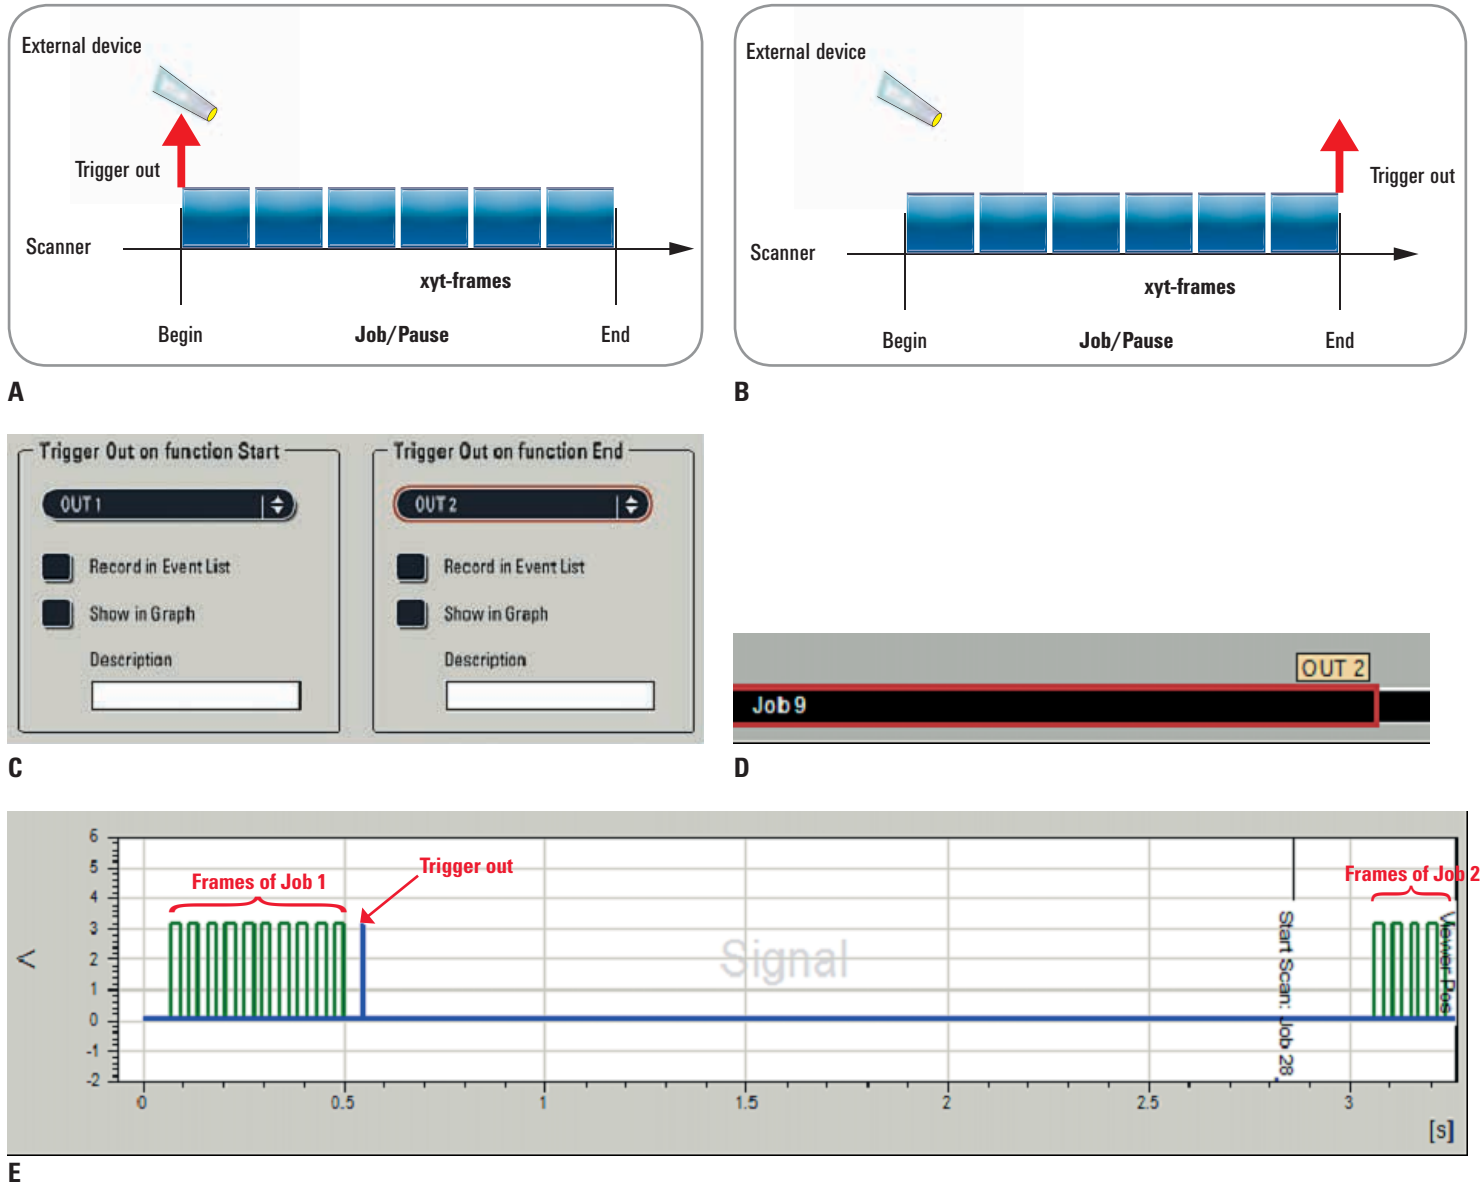 External device
Trigger out
Scanner
xyt-frames
Begin
Job/Pause
End
A
External device
Trigger out
Scanner
xyt-frames
Begin
Job/Pause
End
B
Trigger Out on function Start
OUT 1
Record in Event List
Show in Graph
Description
Trigger Out on function End
OUT 2
Record in Event List
Show in Graph
Description
C
OUT 2
Job 9
D
6
5
4
3
2
1
0
-1
-2
V
Frames of Job 1
Trigger out
Signal
Start Scan: Job 28,
Frames of Job 2
Viewer Pos
0
0.5
1
1.5
2
2.5
3
[s]
E